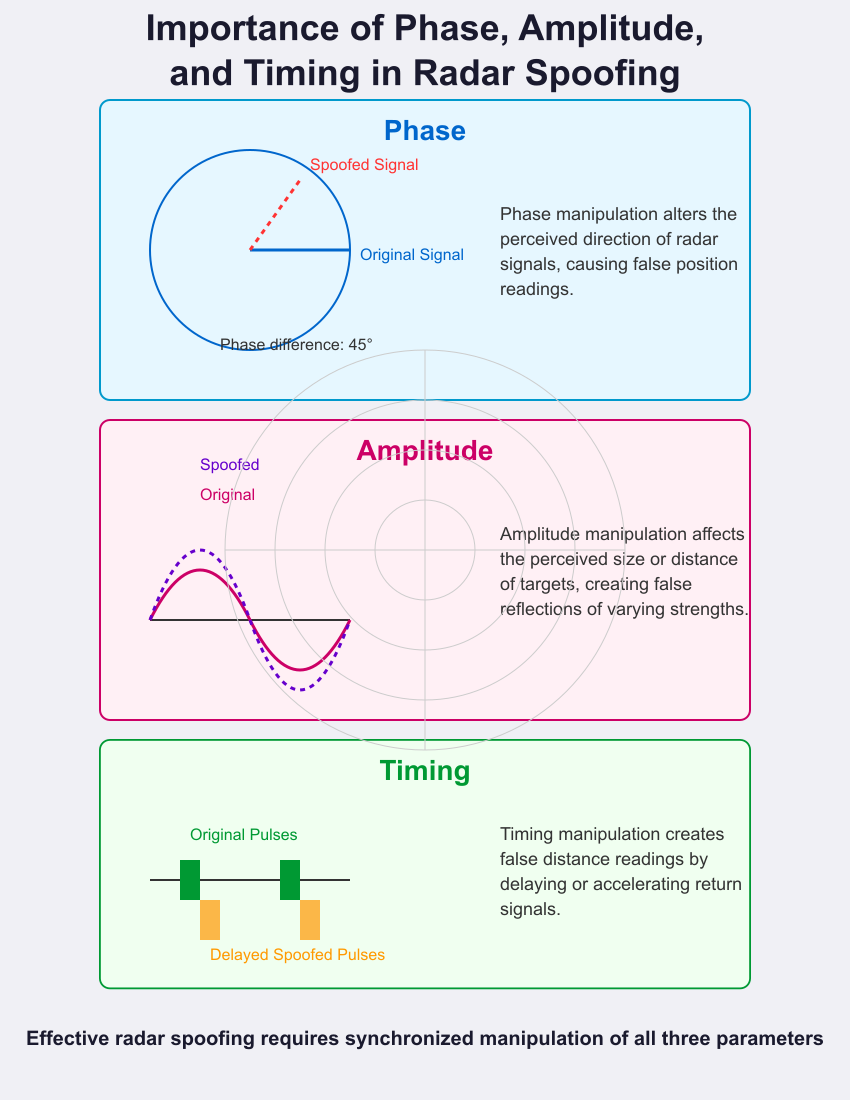 Importance of Phase, Amplitude,
and Timing in Radar Spoofing
Phase
Spoofed Signal
Original Signal
Phase difference: 45°
Phase manipulation alters the
perceived direction of radar
signals, causing false position
readings.
Amplitude
Spoofed
Original
Amplitude manipulation affects
the perceived size or distance
of targets, creating false
reflections of varying strengths.
Timing
Original Pulses
Delayed Spoofed Pulses
Timing manipulation creates
false distance readings by
delaying or accelerating return
signals.
Effective radar spoofing requires synchronized manipulation of all three parameters